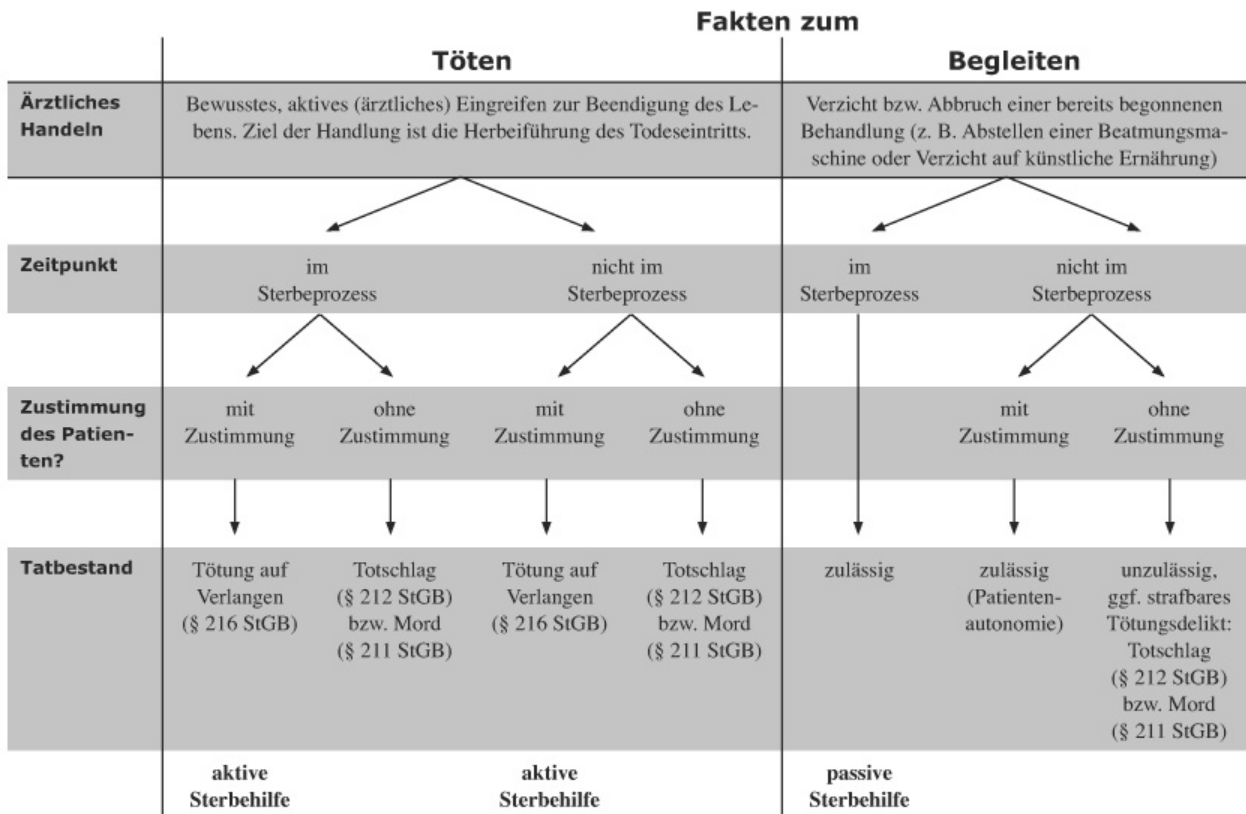 Fakten zum
Töten
Begleiten
Ärztliches
Handeln
Bewusstes, aktives (ärztliches) Eingreifen zur Beendigung des Le-
bens. Ziel der Handlung ist die Herbeiführung des Todeseintritts.
Verzicht bzw. Abbruch einer bereits begonnenen
Behandlung (z. B. Abstellen einer Beatmungsma-
schine oder Verzicht auf künstliche Ernährung)
Zeitpunkt
im
Sterbeprozess
nicht im
Sterbeprozess
im
Sterbeprozess
nicht im
Sterbeprozess
Zustimmung
des Patien-
ten?
mit
Zustimmung
ohne
Zustimmung
mit
Zustimmung
ohne
Zustimmung
mit
Zustimmung
ohne
Zustimmung
Tatbestand
Tötung auf
Verlangen
(§ 216 StGB)
Totschlag
(§ 212 StGB)
bzw. Mord
(§ 211 StGB)
Tötung auf
Verlangen
(§ 216 StGB)
Totschlag
(§ 212 StGB)
bzw. Mord
(§ 211 StGB)
zulässig
zulässig
(Patienten-
autonomie)
unzulässig,
ggf. strafbares
Tötungsdelikt:
Totschlag
(§ 212 StGB)
bzw. Mord
(§ 211 StGB)
aktive
Sterbehilfe
aktive
Sterbehilfe
passive
Sterbehilfe